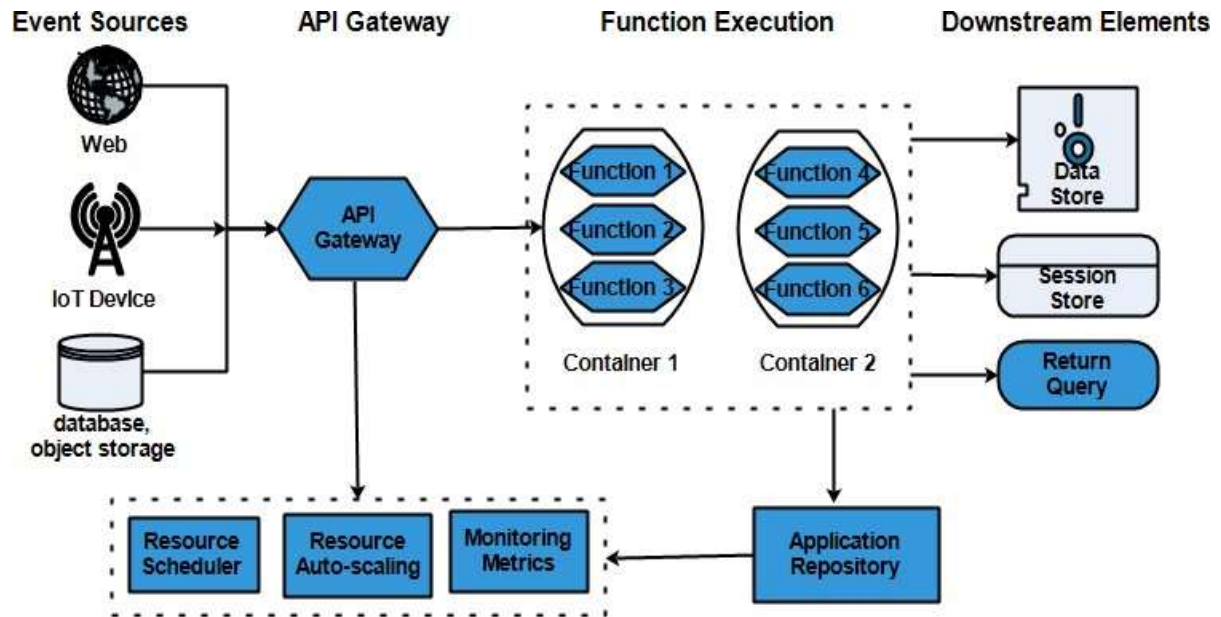 Event Sources
API Gateway
Function Execution
Downstream Elements
Web
IoT Device
database,
object storage
API
Gateway
Function 1
Function 2
Function 3
Container 1
Function 4
Function 5
Function 6
Container 2
Data
Store
Session
Store
Return
Query
Resource
Scheduler
Resource
Auto-scaling
Monitoring
Metrics
Application
Repository